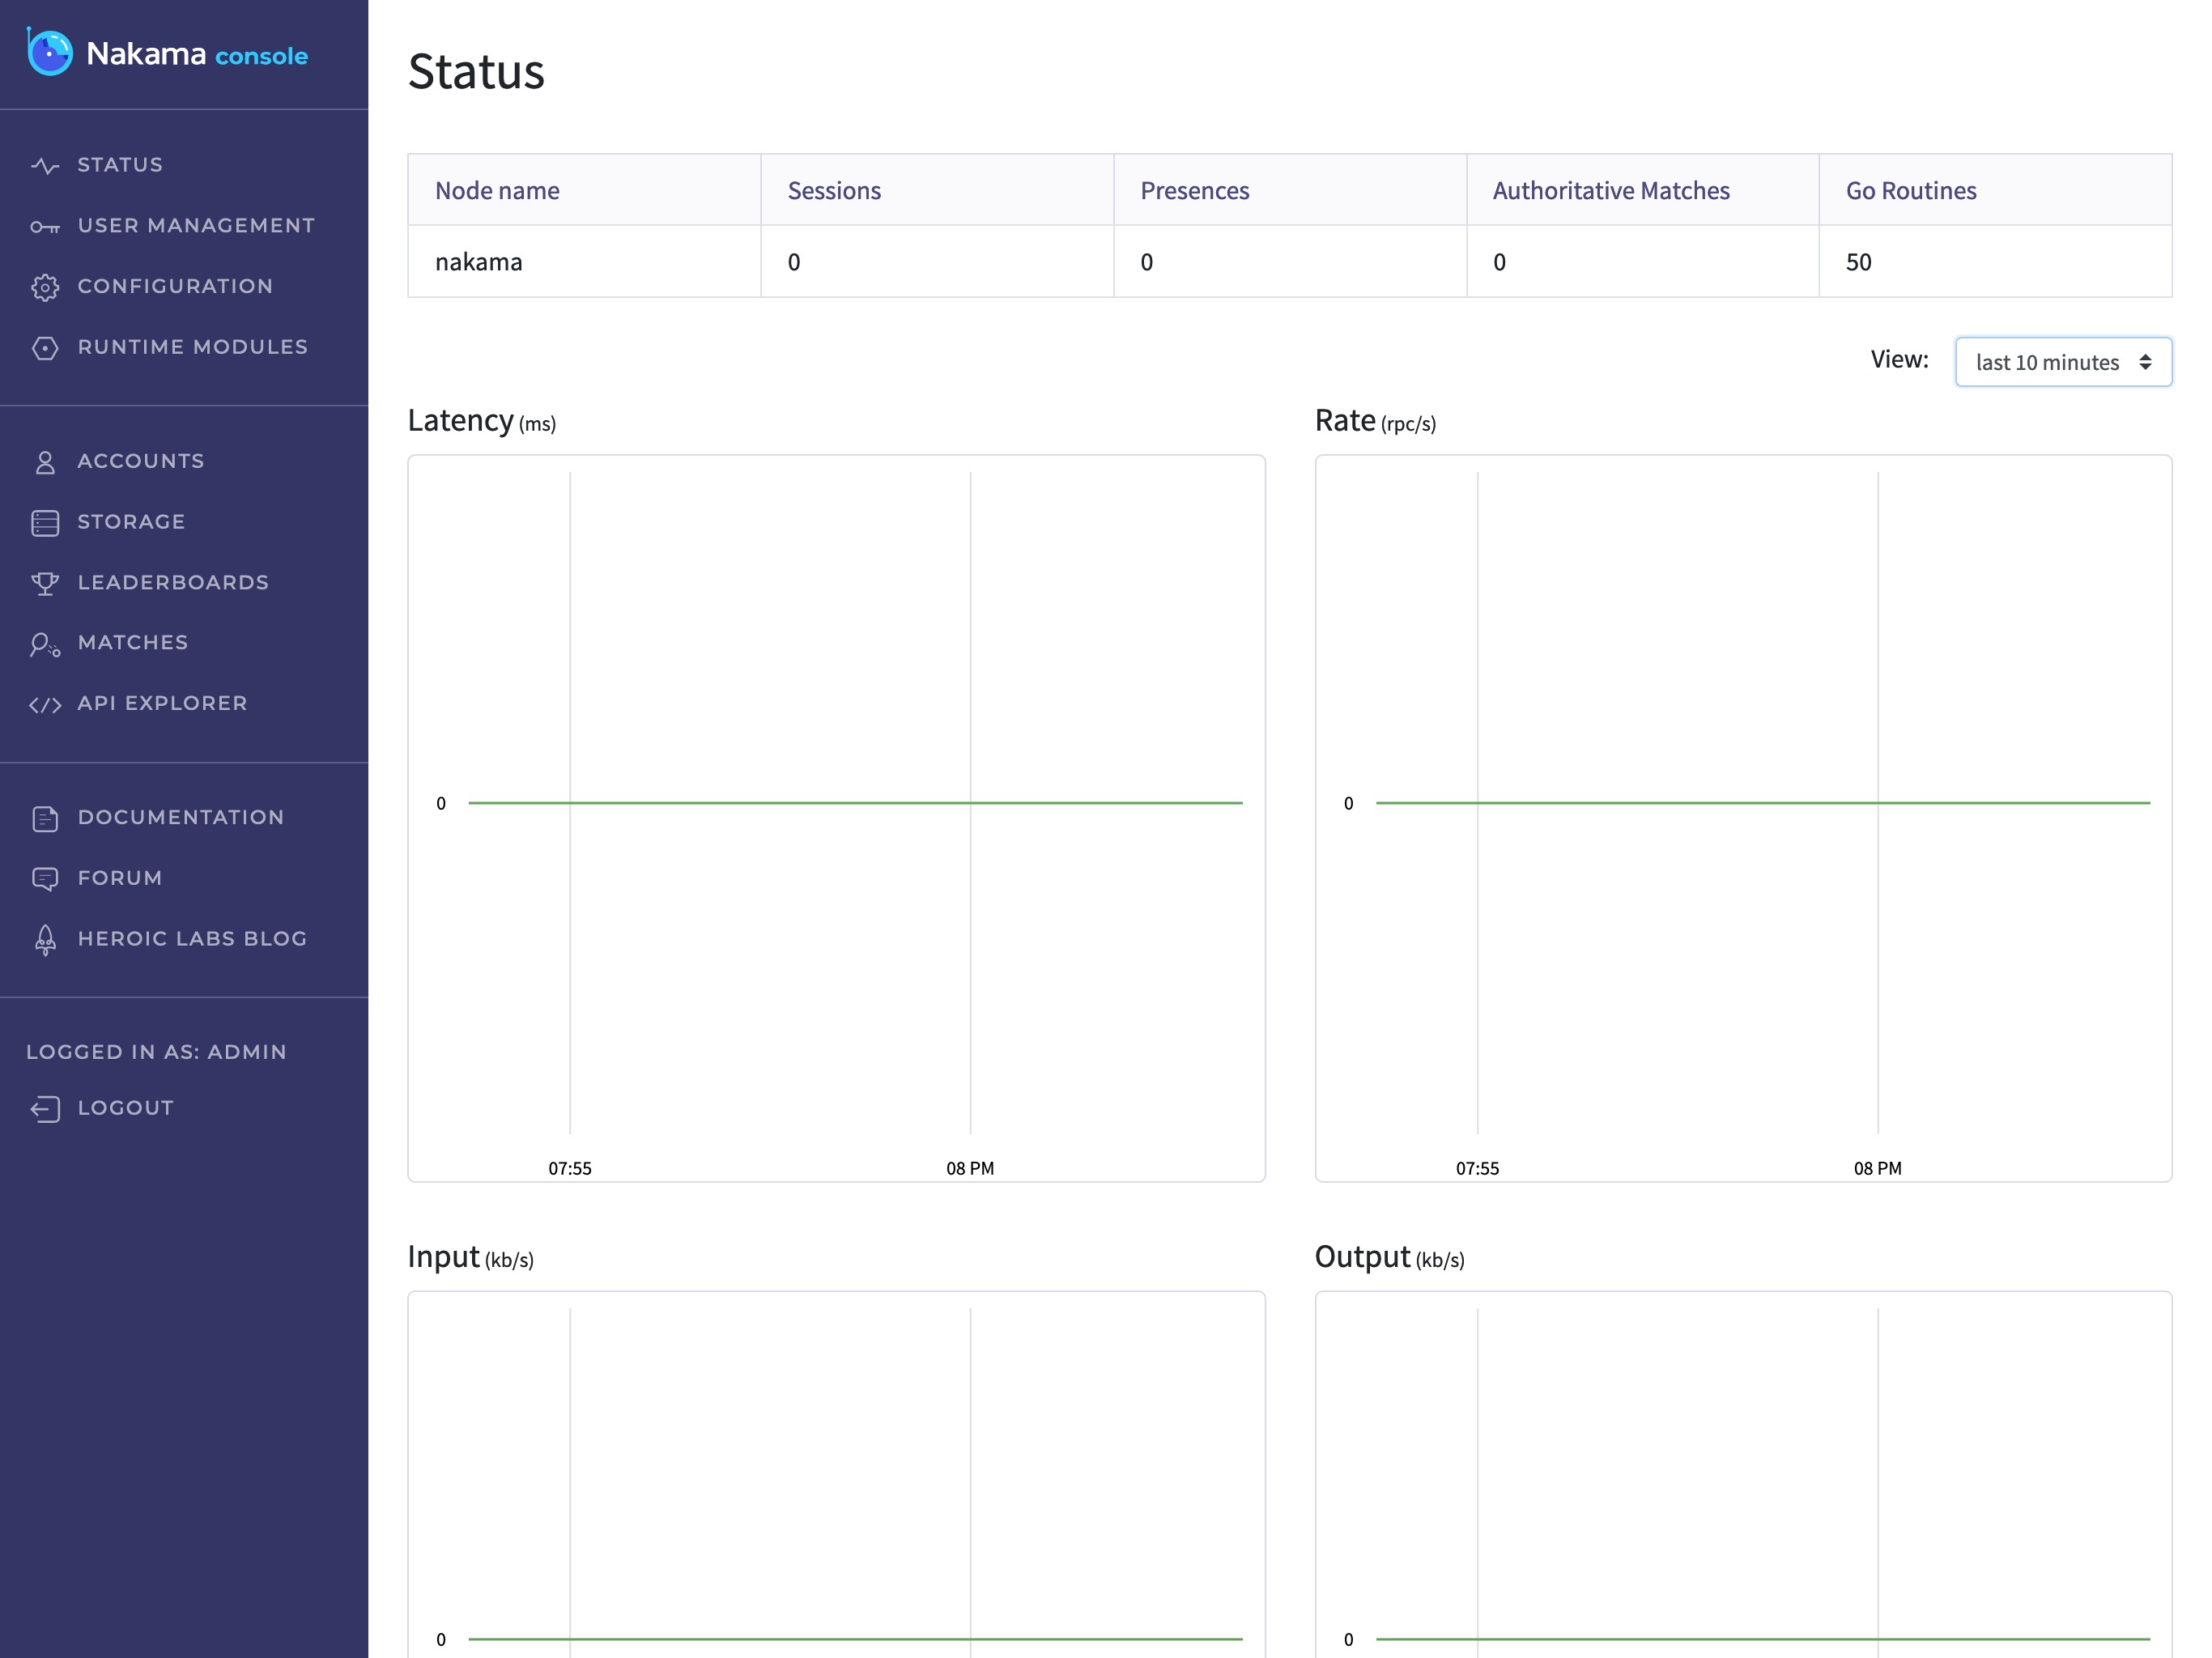 Nakama console
STATUS
USER MANAGEMENT
CONFIGURATION
RUNTIME MODULES
ACCOUNTS
STORAGE
LEADERBOARDS
MATCHES
API EXPLORER
DOCUMENTATION
FORUM
HEROIC LABS BLOG
LOGGED IN AS: ADMIN
LOGOUT
Status
Node name Sessions Presences Authoritative Matches Go Routines
nakama 0 0 0 50
View: last 10 minutes
Latency (ms)
0
07:55 08 PM
Rate (rpc/s)
0
07:55 08 PM
Input (kb/s)
0
Output (kb/s)
0